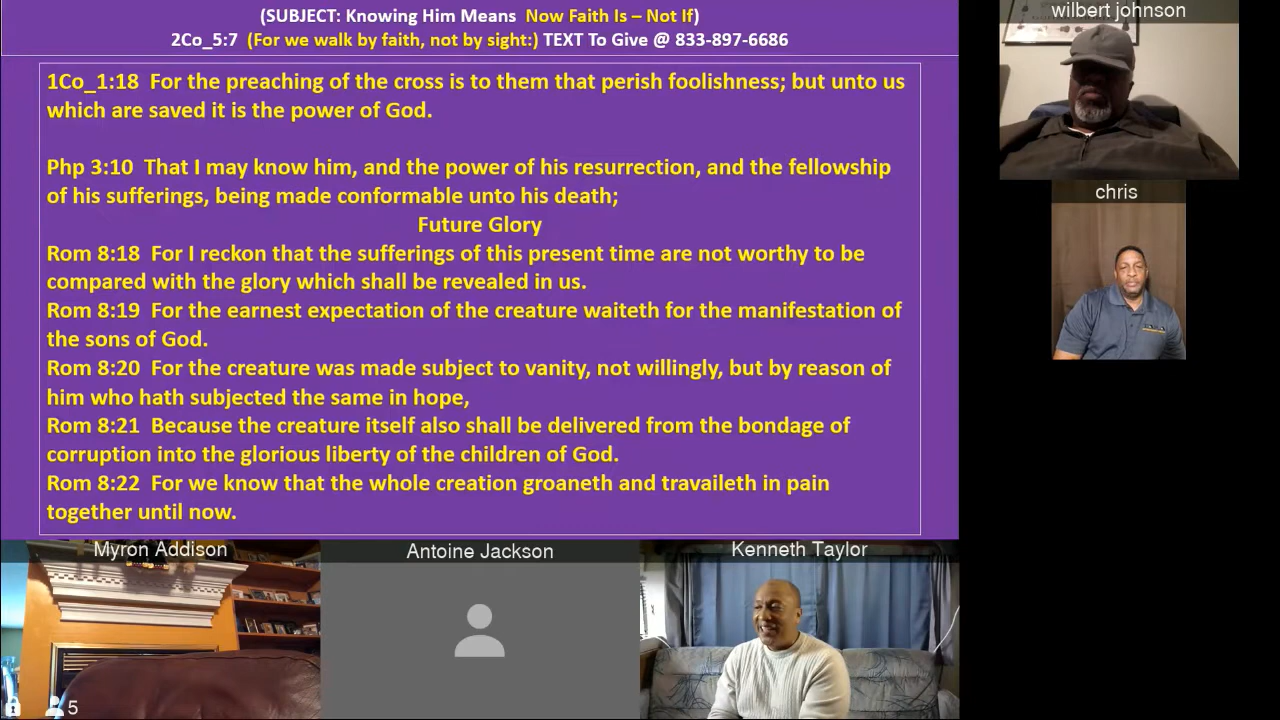 (SUBJECT: Knowing Him Means Now Faith Is – Not If)
2Co_5:7 (For we walk by faith, not by sight:) TEXT To Give @ 833-897-6686
1Co_1:18 For the preaching of the cross is to them that perish foolishness; but unto us
which are saved it is the power of God.
Php 3:10 That I may know him, and the power of his resurrection, and the fellowship
of his sufferings, being made conformable unto his death;
Future Glory
Rom 8:18 For I reckon that the sufferings of this present time are not worthy to be
compared with the glory which shall be revealed in us.
Rom 8:19 For the earnest expectation of the creature waiteth for the manifestation of
the sons of God.
Rom 8:20 For the creature was made subject to vanity, not willingly, but by reason of
him who hath subjected the same in hope,
Rom 8:21 Because the creature itself also shall be delivered from the bondage of
corruption into the glorious liberty of the children of God.
Rom 8:22 For we know that the whole creation groaneth and travaileth in pain
together until now.
wilbert johnson
chris
Myron Addison
Antoine Jackson
Kenneth Taylor
5